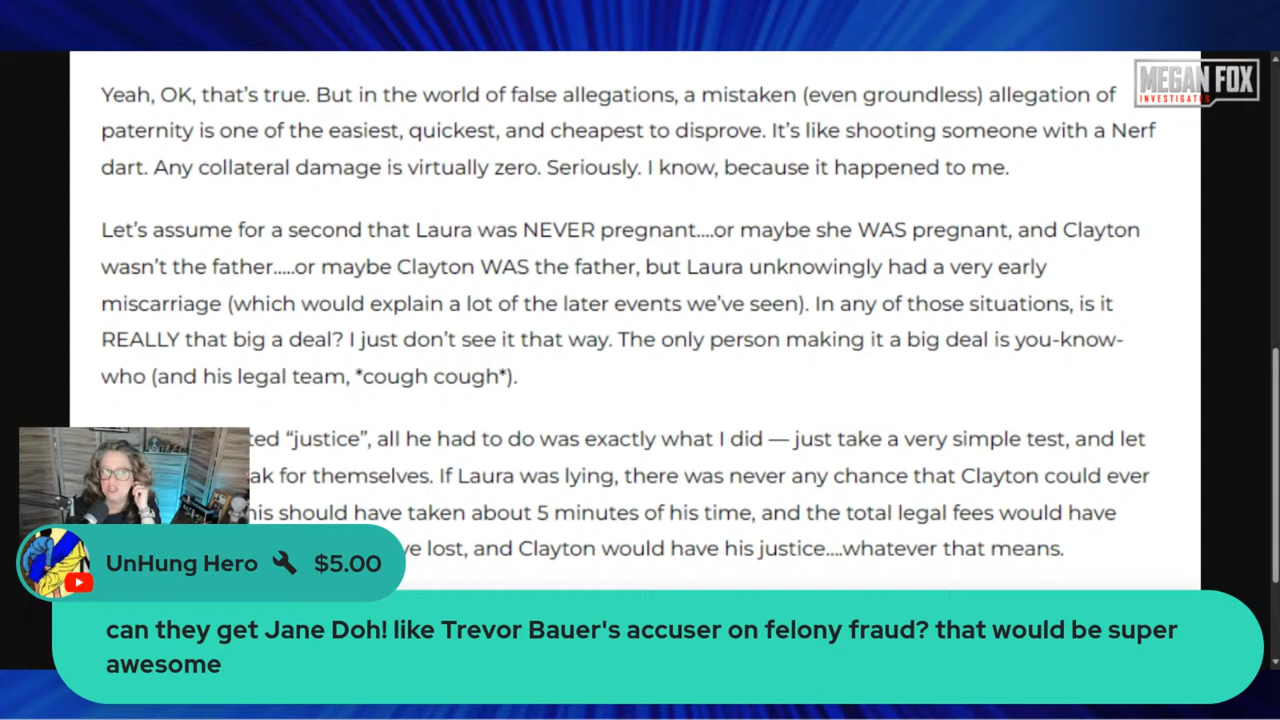 MEGAN FOX
INVESTIGATES
Yeah, OK, that’s true. But in the world of false allegations, a mistaken (even groundless) allegation of
paternity is one of the easiest, quickest, and cheapest to disprove. It’s like shooting someone with a Nerf
dart. Any collateral damage is virtually zero. Seriously. I know, because it happened to me.
Let’s assume for a second that Laura was NEVER pregnant....or maybe she WAS pregnant, and Clayton
wasn’t the father.....or maybe Clayton WAS the father, but Laura unknowingly had a very early
miscarriage (which would explain a lot of the later events we’ve seen). In any of those situations, is it
REALLY that big a deal? I just don’t see it that way. The only person making it a big deal is you-know-
who (and his legal team, *cough cough*).
ted “justice”, all he had to do was exactly what I did — just take a very simple test, and let
ak for themselves. If Laura was lying, there was never any chance that Clayton could ever
his should have taken about 5 minutes of his time, and the total legal fees would have
ve lost, and Clayton would have his justice....whatever that means.
UnHung Hero $5.00
can they get Jane Doh! like Trevor Bauer's accuser on felony fraud? that would be super
awesome